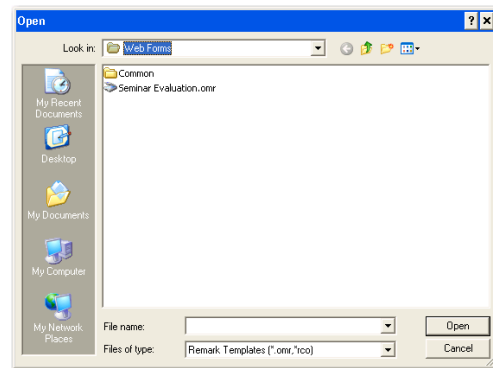 Open
Look in: Web Forms
Common
Seminar Evaluation.omr
My Recent
Documents
Desktop
My Documents
My Computer
My Network
Places
File name:
Open
Files of type: Remark Templates (*.omr,*rco)
Cancel